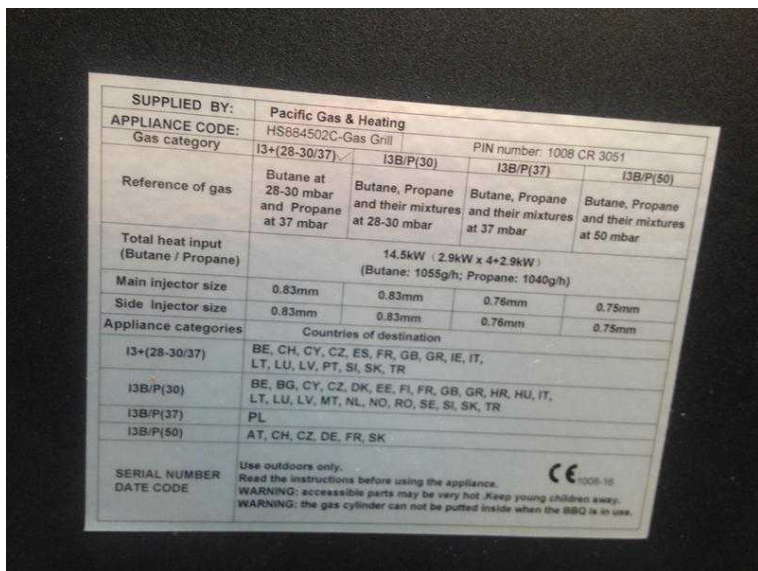 SUPPLIED BY: Pacific Gas & Heating
APPLIANCE CODE: HS884502C-Gas Grill PIN number: 1008 CR 3051
Gas category I3+(28-30/37) I3B/P(30) I3B/P(37) I3B/P(50)
Reference of gas
Butane at
28-30 mbar
and Propane
at 37 mbar
Butane, Propane
and their mixtures
at 28-30 mbar
Butane, Propane
and their mixtures
at 37 mbar
Butane, Propane
and their mixtures
at 50 mbar
Total heat input
(Butane / Propane)
14.5kW (2.9kW x 4+2.9kW)
(Butane: 1055g/h; Propane: 1040g/h)
Main injector size 0.83mm 0.83mm 0.76mm 0.75mm
Side Injector size 0.83mm 0.83mm 0.76mm 0.75mm
Appliance categories Countries of destination
I3+(28-30/37)
BE, CH, CY, CZ, ES, FR, GB, GR, IE, IT,
LT, LU, LV, PT, SI, SK, TR
I3B/P(30)
BE, BG, CY, CZ, DK, EE, FI, FR, GB, GR, HR, HU, IT,
LT, LU, LV, MT, NL, NO, RO, SE, SI, SK, TR
I3B/P(37) PL
I3B/P(50) AT, CH, CZ, DE, FR, SK
SERIAL NUMBER
DATE CODE
Use outdoors only.
Read the instructions before using the appliance.
WARNING: accesssible parts may be very hot .Keep young children away.
WARNING: the gas cylinder can not be putted inside when the BBQ is in use.
CE 1008-16